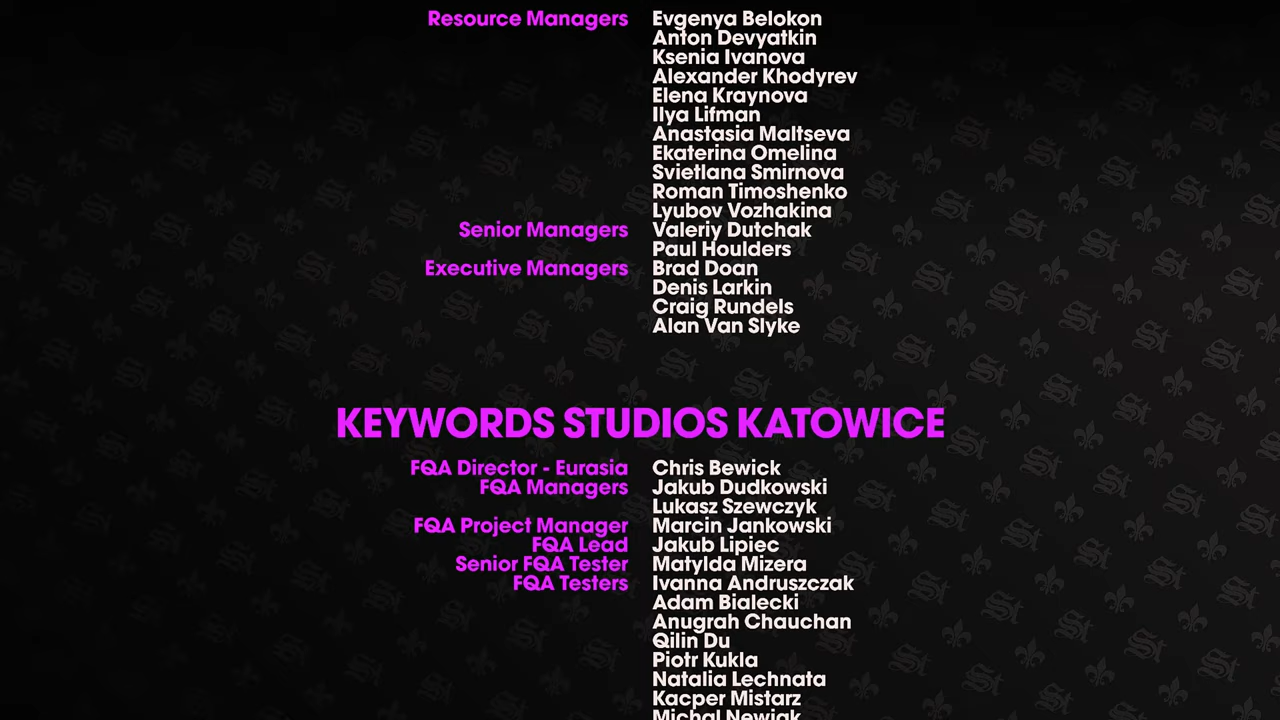 Resource Managers Evgenya Belokon
Anton Devyatkin
Ksenia Ivanova
Alexander Khodyrev
Elena Kraynova
Ilya Lifman
Anastasia Maltseva
Ekaterina Omelina
Svietlana Smirnova
Roman Timoshenko
Lyubov Vozhakina
Senior Managers Valeriy Dutchak
Paul Houlders
Executive Managers Brad Doan
Denis Larkin
Craig Rundels
Alan Van Slyke
KEYWORDS STUDIOS KATOWICE
FQA Director - Eurasia Chris Bewick
FQA Managers Jakub Dudkowski
Lukasz Szewczyk
FQA Project Manager Marcin Jankowski
FQA Lead Jakub Lipiec
Senior FQA Tester Matylda Mizera
FQA Testers Ivanna Andruszczak
Adam Bialecki
Anugrah Chauchan
Qilin Du
Piotr Kukla
Natalia Lechnata
Kacper Mistarz
Michal Newiak